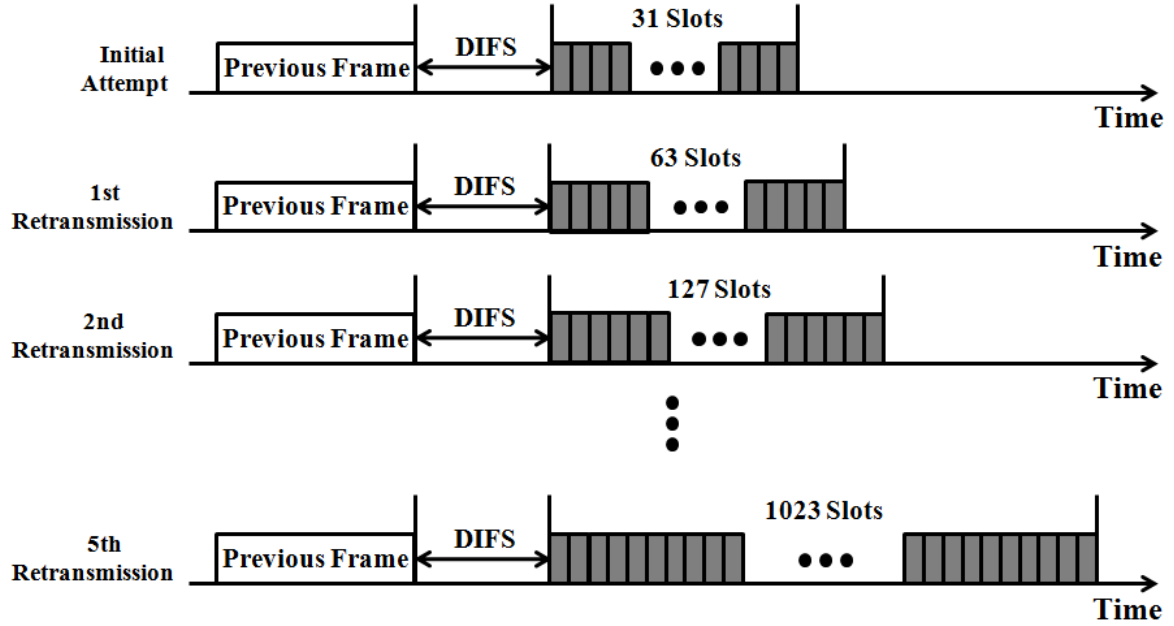 31 Slots
Initial
Attempt
Previous Frame
DIFS
Time
63 Slots
1st
Retransmission
Previous Frame
DIFS
Time
127 Slots
2nd
Retransmission
Previous Frame
DIFS
Time
1023 Slots
5th
Retransmission
Previous Frame
DIFS
Time